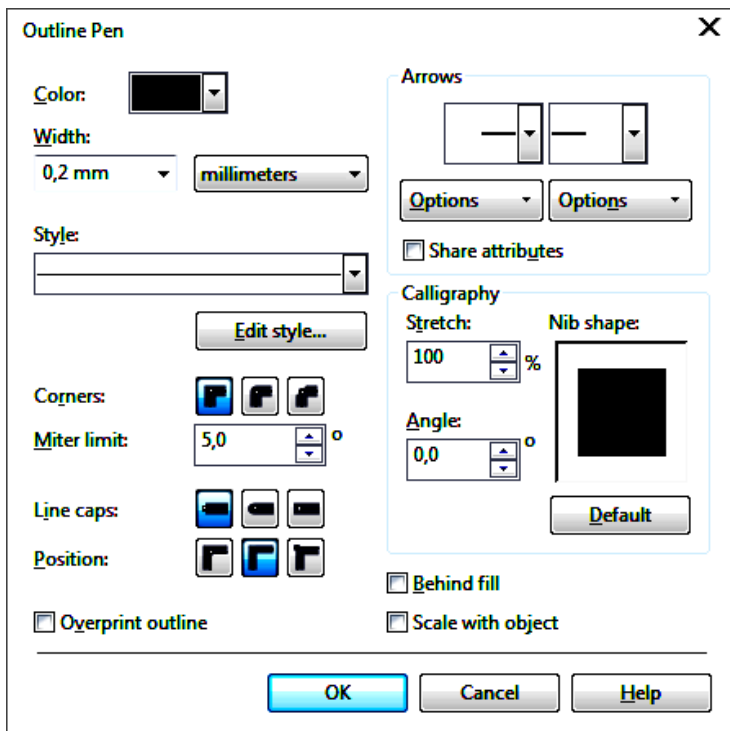 Outline Pen
Color:
Width:
0,2 mm
millimeters
Style:
Edit style...
Corners:
Miter limit:
5,0
o
Line caps:
Position:
Overprint outline
Arrows
Options
Options
Share attributes
Calligraphy
Stretch:
Nib shape:
100
%
Angle:
0,0
o
Default
Behind fill
Scale with object
OK
Cancel
Help